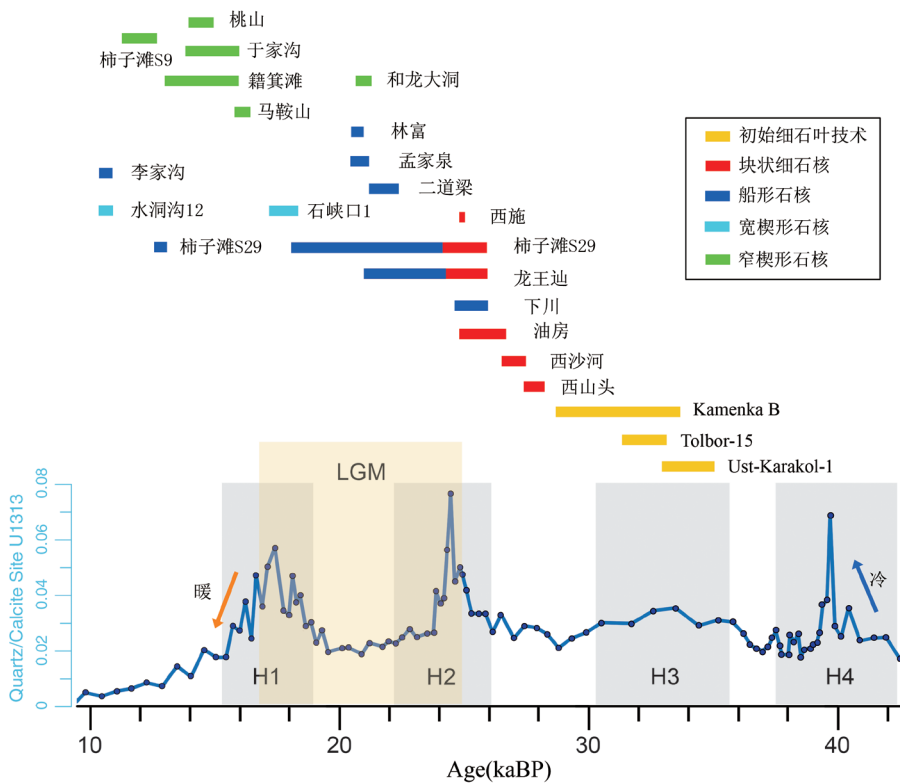 桃山
柿子滩S9
于家沟
籍箕滩
和龙大洞
马鞍山
林富
孟家泉
李家沟
二道梁
水洞沟12
石峡口1
西施
柿子滩S29
柿子滩S29
龙王辿
下川
油房
西沙河
西山头
Kamenka B
Tolbor-15
Ust-Karakol-1
初始细石叶技术
块状细石核
船形石核
宽楔形石核
窄楔形石核
LGM
暖
冷
H1
H2
H3
H4
Quartz/Calcite Site U1313
0.08
0.06
0.04
0.02
0
10
20
30
40
Age(kaBP)